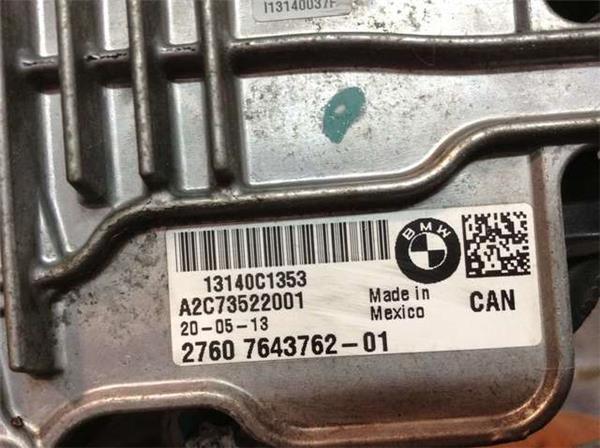 I13140037F
BMW
13140C1353
A2C73522001
20-05-13
Made in
Mexico
CAN
2760 7643762-01